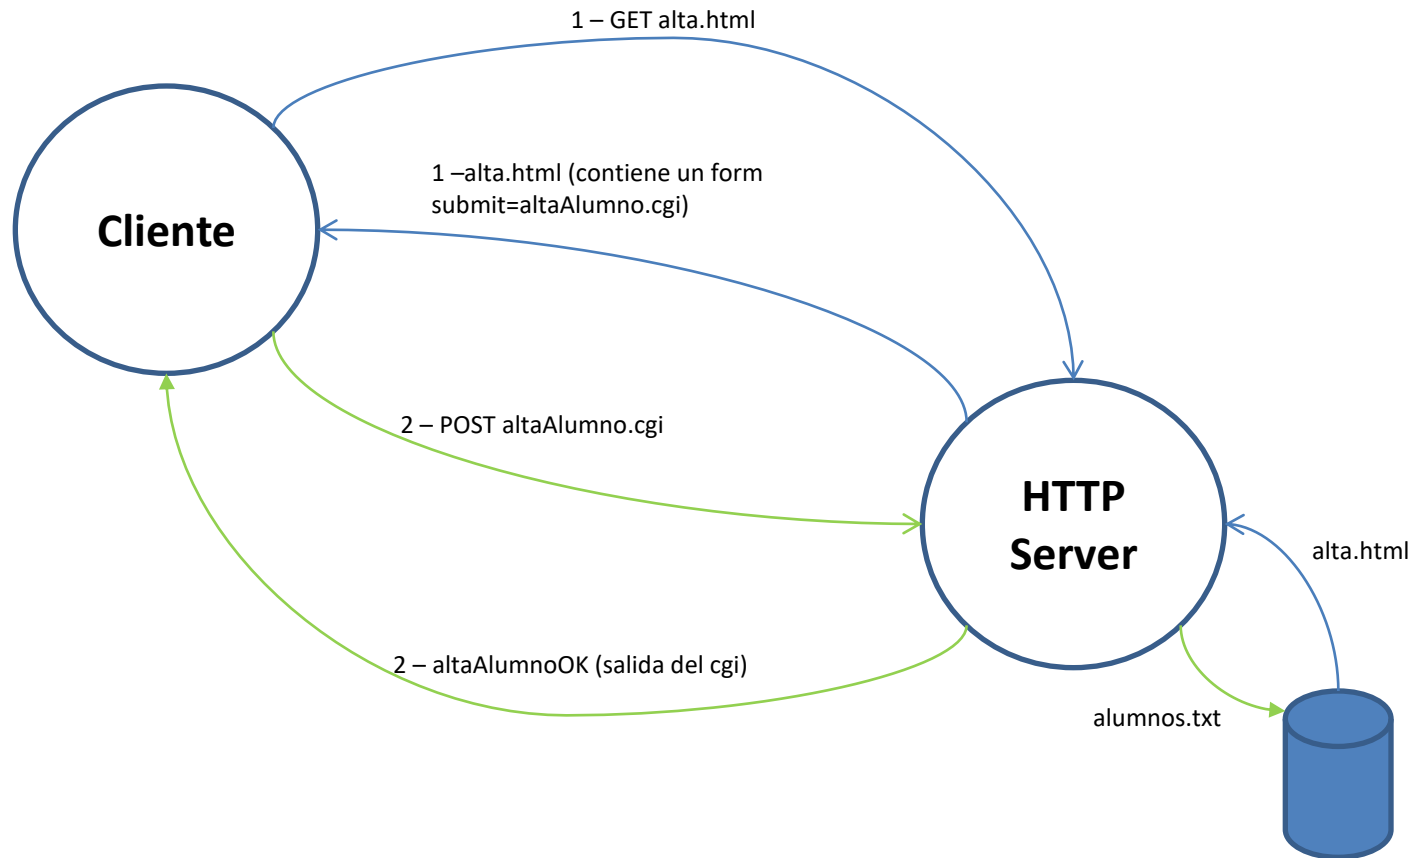 1 – GET alta.html
1 –alta.html (contiene un form
submit=altaAlumno.cgi)
Cliente
2 – POST altaAlumno.cgi
HTTP
Server
alta.html
2 – altaAlumnoOK (salida del cgi)
alumnos.txt